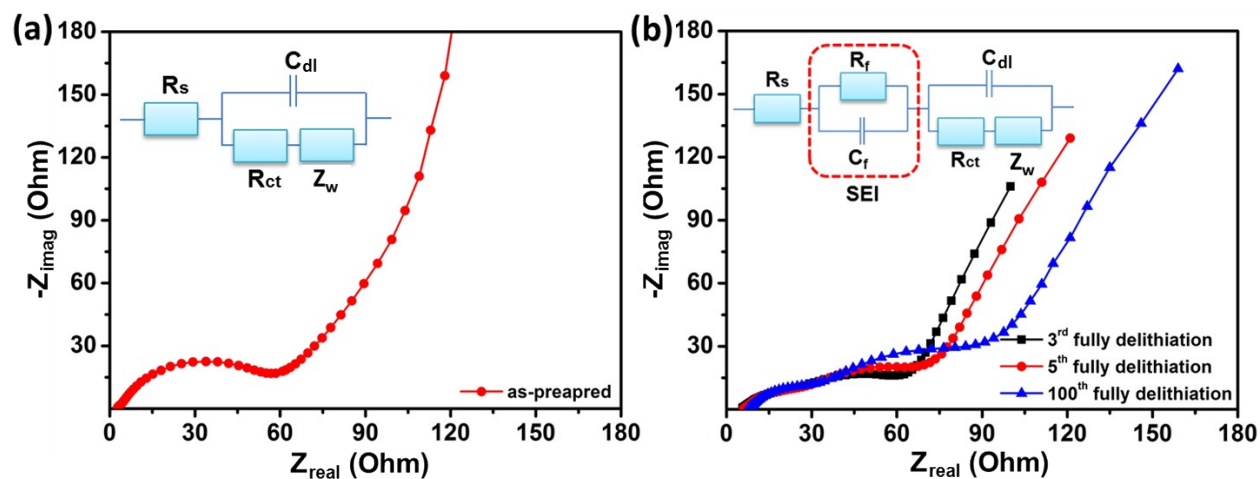 (a)
180
150
120
90
60
30
0
-Zimag (Ohm)
Rs
Cdl
Rct
Zw
as-preapred
0 30 60 90 120 150 180
Zreal (Ohm)
(b)
180
150
120
90
60
30
0
-Zimag (Ohm)
Rs
Rf
Cf
SEI
Cdl
Rct
Zw
3rd fully delithiation
5th fully delithiation
100th fully delithiation
0 30 60 90 120 150 180
Zreal (Ohm)